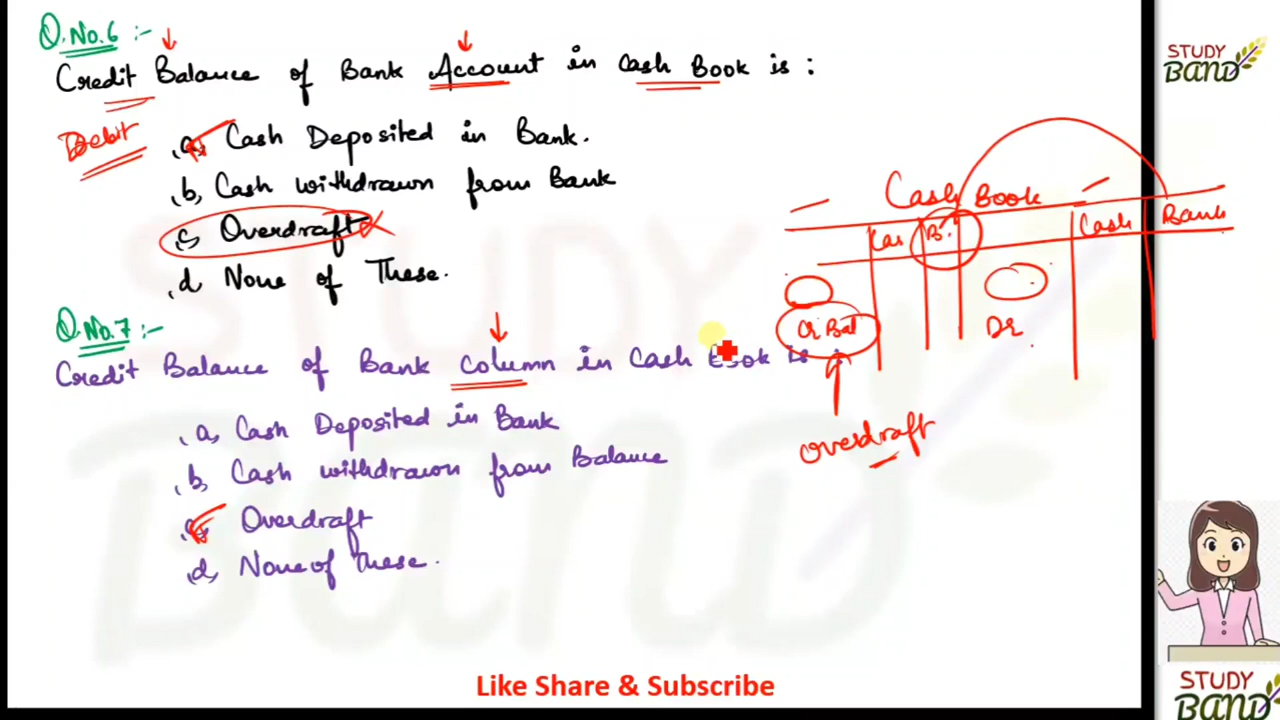 Q.No.6 :-
Credit Balance of Bank Account in Cash Book is :
Debit
a, Cash Deposited in Bank.
b, Cash withdrawn from Bank
c, Overdraft
d, None of These.
Q.No.7 :-
Credit Balance of Bank Column in Cash Book is :
a, Cash Deposited in Bank
b, Cash withdrawn from Balance
c, Overdraft
d, None of These.
Cash Book
Cas B. Cash Bank
Cr Bal Dr
Overdraft
STUDY
BAND
STUDY
BAND
STUDY
BAND
Like Share & Subscribe